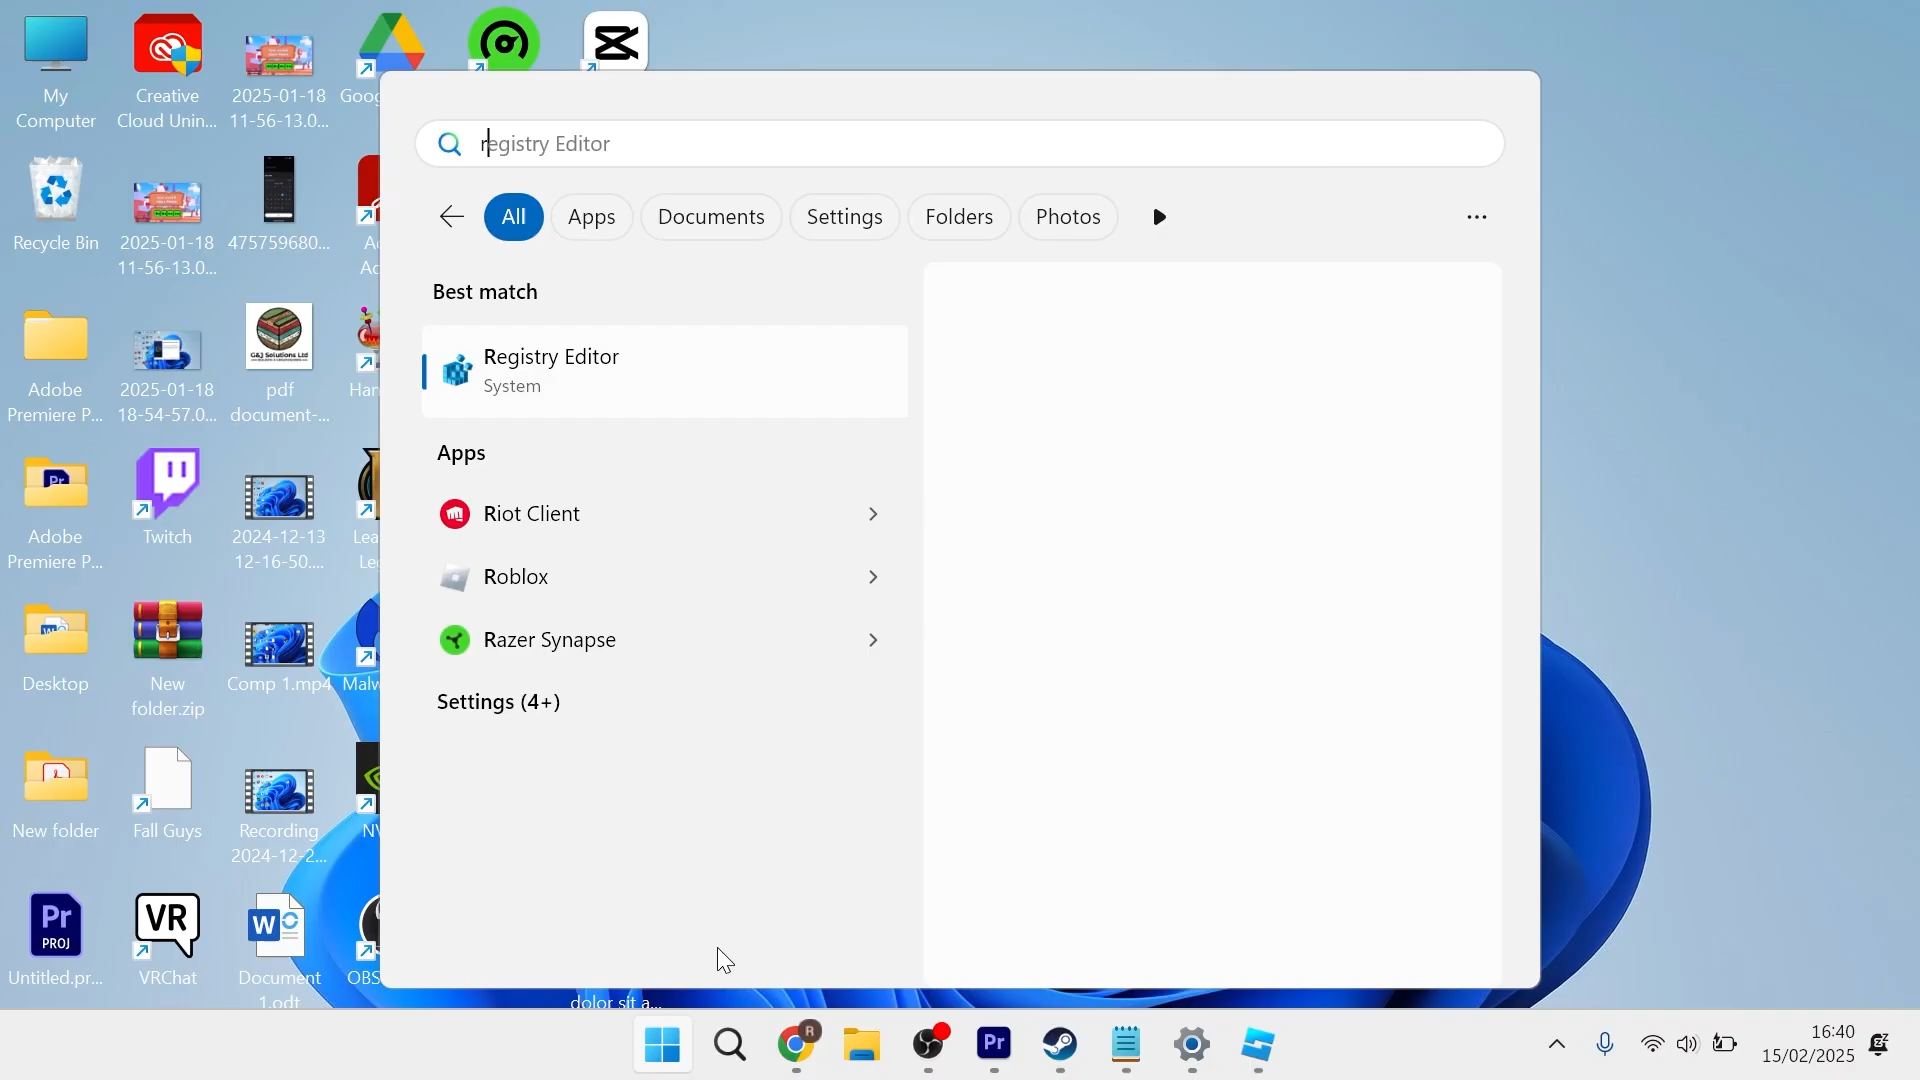 registry Editor
All
Apps
Documents
Settings
Folders
Photos
Best match
Registry Editor
System
Apps
Riot Client
Roblox
Razer Synapse
Settings (4+)
My
Computer
Creative
Cloud Unin...
2025-01-18
11-56-13.0...
Goog
Recycle Bin
2025-01-18
11-56-13.0...
475759680...
Ac
Ac
Adobe
Premiere P...
2025-01-18
18-54-57.0...
G&J Solutions Ltd
pdf
document-...
Han
Adobe
Premiere P...
Twitch
2024-12-13
12-16-50....
Lea
Le
Desktop
New
folder.zip
Comp 1.mp4
Malw
New folder
Fall Guys
Recording
2024-12-2...
NV
Pr
PROJ
Untitled.pr...
VR
VRChat
W
Document
1.odt
OBS
dolor sit a...
R
Pr
16:40
15/02/2025